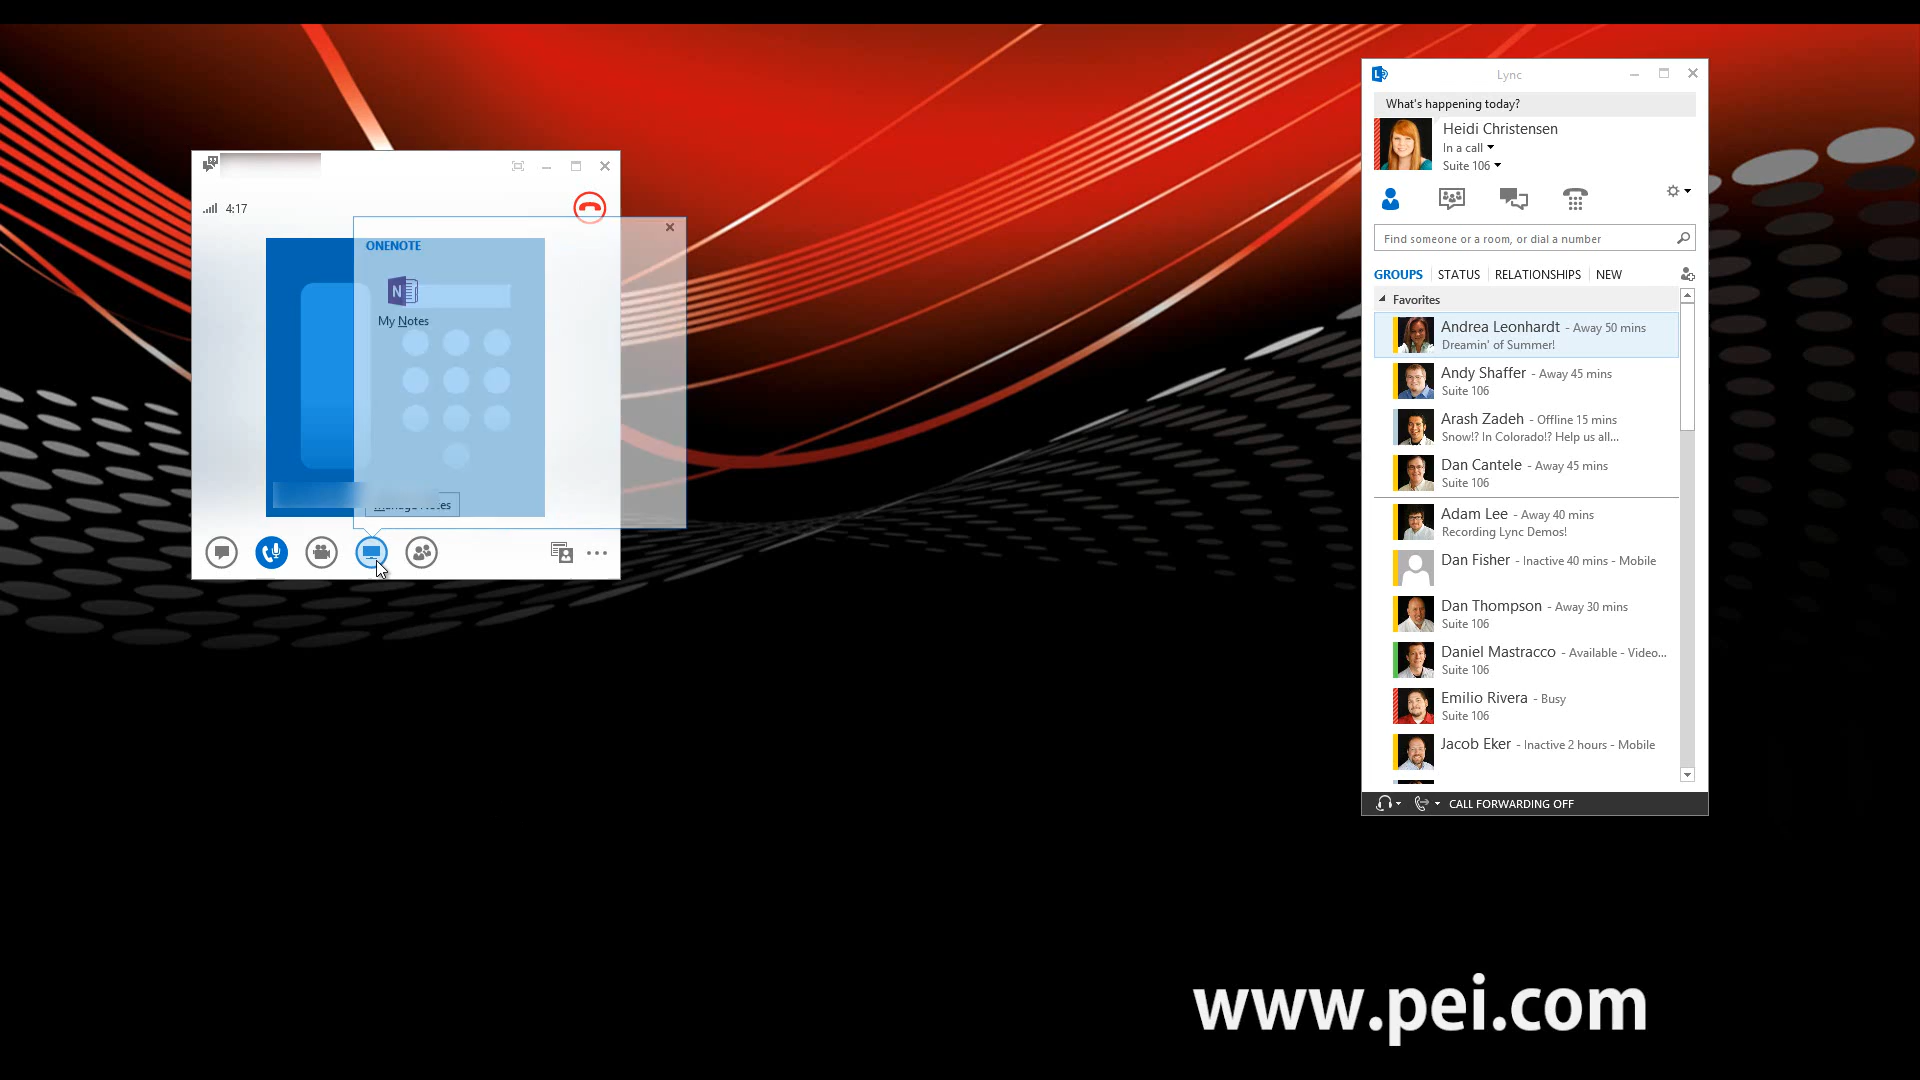 4:17
ONENOTE
N
My Notes
Manage Notes
Lync
What's happening today?
Heidi Christensen
In a call
Suite 106
Find someone or a room, or dial a number
GROUPS STATUS RELATIONSHIPS NEW
Favorites
Andrea Leonhardt - Away 50 mins
Dreamin' of Summer!
Andy Shaffer - Away 45 mins
Suite 106
Arash Zadeh - Offline 15 mins
Snow!? In Colorado!? Help us all...
Dan Cantele - Away 45 mins
Suite 106
Adam Lee - Away 40 mins
Recording Lync Demos!
Dan Fisher - Inactive 40 mins - Mobile
Dan Thompson - Away 30 mins
Suite 106
Daniel Mastracco - Available - Video...
Suite 106
Emilio Rivera - Busy
Suite 106
Jacob Eker - Inactive 2 hours - Mobile
CALL FORWARDING OFF
www.pei.com